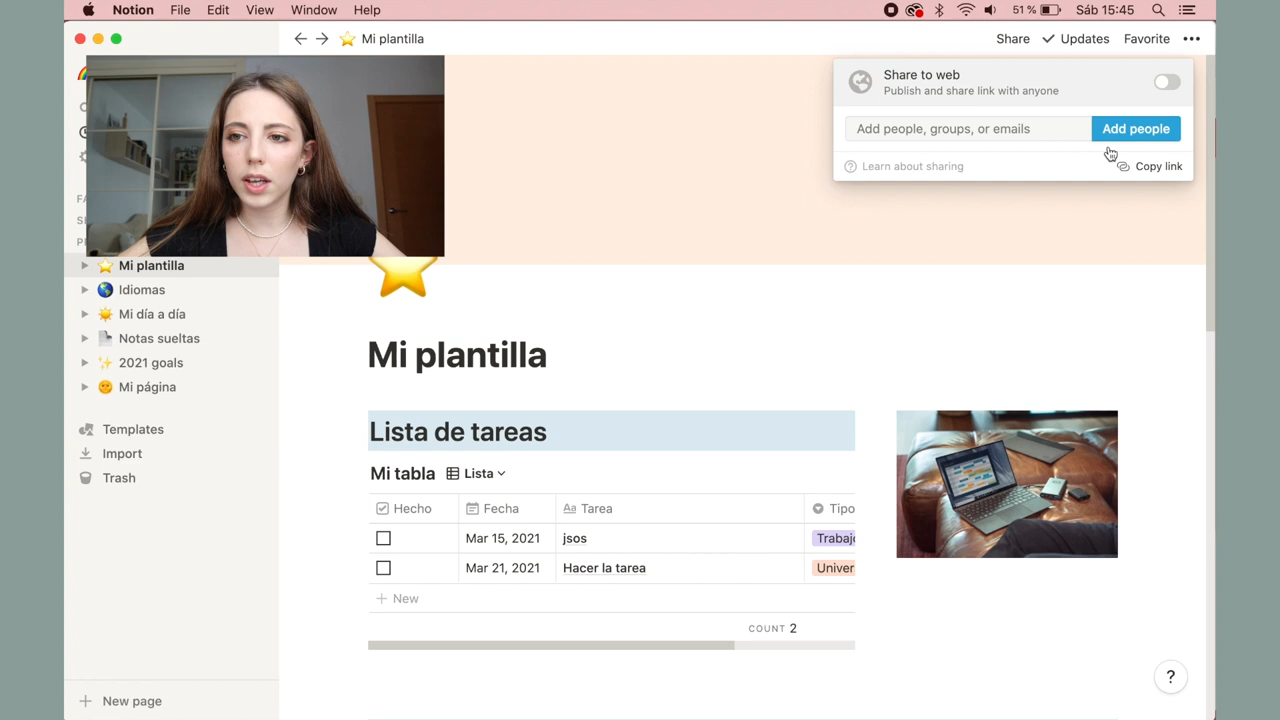 Notion File Edit View Window Help 51 % Sáb 15:45
Mi plantilla Share Updates Favorite
Share to web
Publish and share link with anyone
Add people, groups, or emails Add people
Learn about sharing Copy link
Mi plantilla
Idiomas
Mi día a día
Notas sueltas
2021 goals
Mi página
Templates
Import
Trash
New page
Mi plantilla
Lista de tareas
Mi tabla Lista
Hecho Fecha Aa Tarea Tipo
Mar 15, 2021 jsos
Mar 21, 2021 Hacer la tarea
+ New
COUNT 2
?